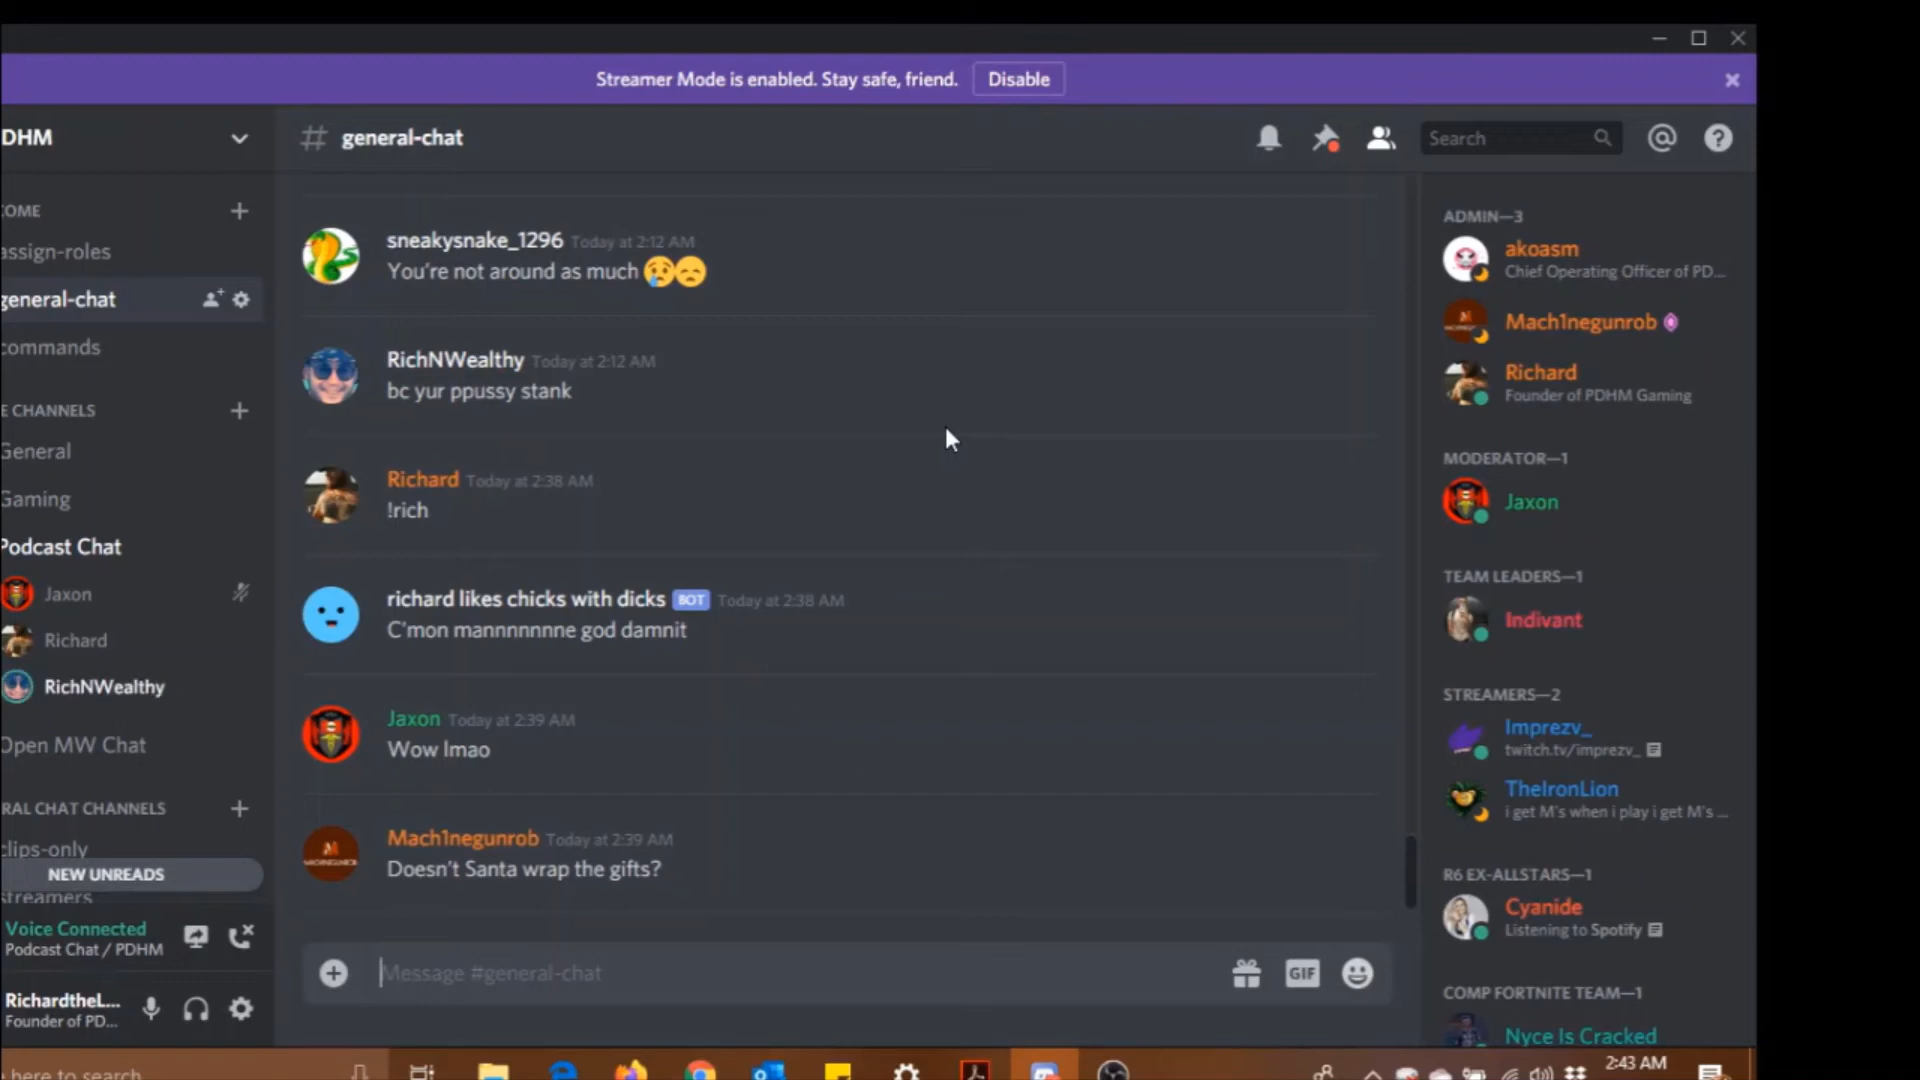 Streamer Mode is enabled. Stay safe, friend. Disable
DHM
OME
assign-roles
general-chat
commands
E CHANNELS
General
Gaming
Podcast Chat
Jaxon
Richard
RichNWealthy
Open MW Chat
RAL CHAT CHANNELS
clips-only
NEW UNREADS
streamers
Voice Connected
Podcast Chat / PDHM
RichardtheL...
Founder of PD...
# general-chat
Search
sneakysnake_1296 Today at 2:12 AM
You're not around as much 😢😞
RichNWealthy Today at 2:12 AM
bc yur ppussy stank
Richard Today at 2:38 AM
!rich
richard likes chicks with dicks BOT Today at 2:38 AM
C'mon mannnnnnne god damnit
Jaxon Today at 2:39 AM
Wow lmao
Mach1negunrob Today at 2:39 AM
Doesn't Santa wrap the gifts?
Message #general-chat
GIF
ADMIN—3
akoasm
Chief Operating Officer of PD...
Mach1negunrob
Richard
Founder of PDHM Gaming
MODERATOR—1
Jaxon
TEAM LEADERS—1
Indivant
STREAMERS—2
Imprezv_
twitch.tv/imprezv_
TheIronLion
i get M's when i play i get M's ...
R6 EX-ALLSTARS—1
Cyanide
Listening to Spotify
COMP FORTNITE TEAM—1
Nyce Is Cracked
here to search
2:43 AM